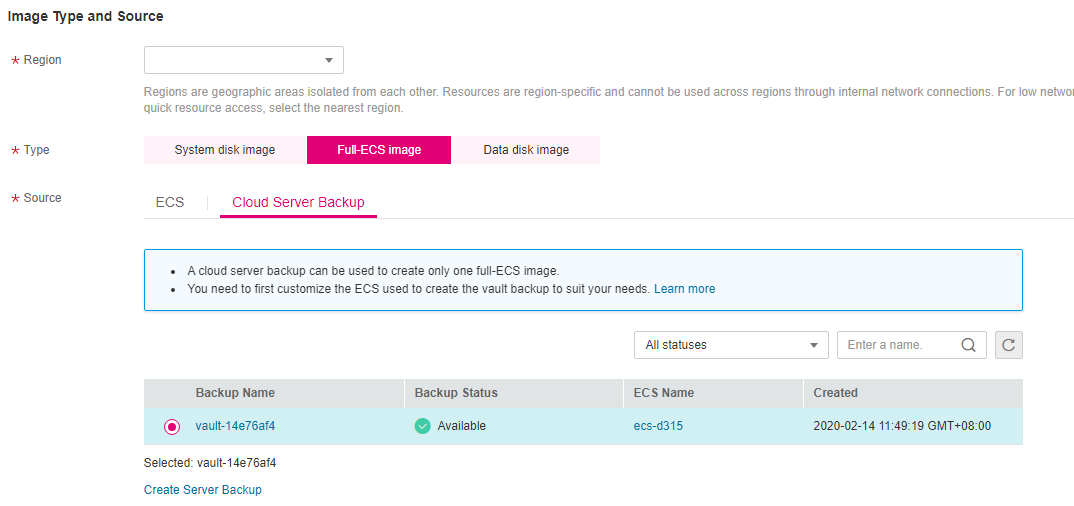 Image Type and Source
* Region
Regions are geographic areas isolated from each other. Resources are region-specific and cannot be used across regions through internal network connections. For low
quick resource access, select the nearest region.
* Type
System disk image
Full-ECS image
Data disk image
* Source
ECS
Cloud Server Backup
• A cloud server backup can be used to create only one full-ECS image.
• You need to first customize the ECS used to create the vault backup to suit your needs. Learn more
All statuses
Enter a name.
Backup Name Backup Status ECS Name Created
vault-14e76af4 Available ecs-d315 2020-02-14 11:49:19 GMT+08:00
Selected: vault-14e76af4
Create Server Backup